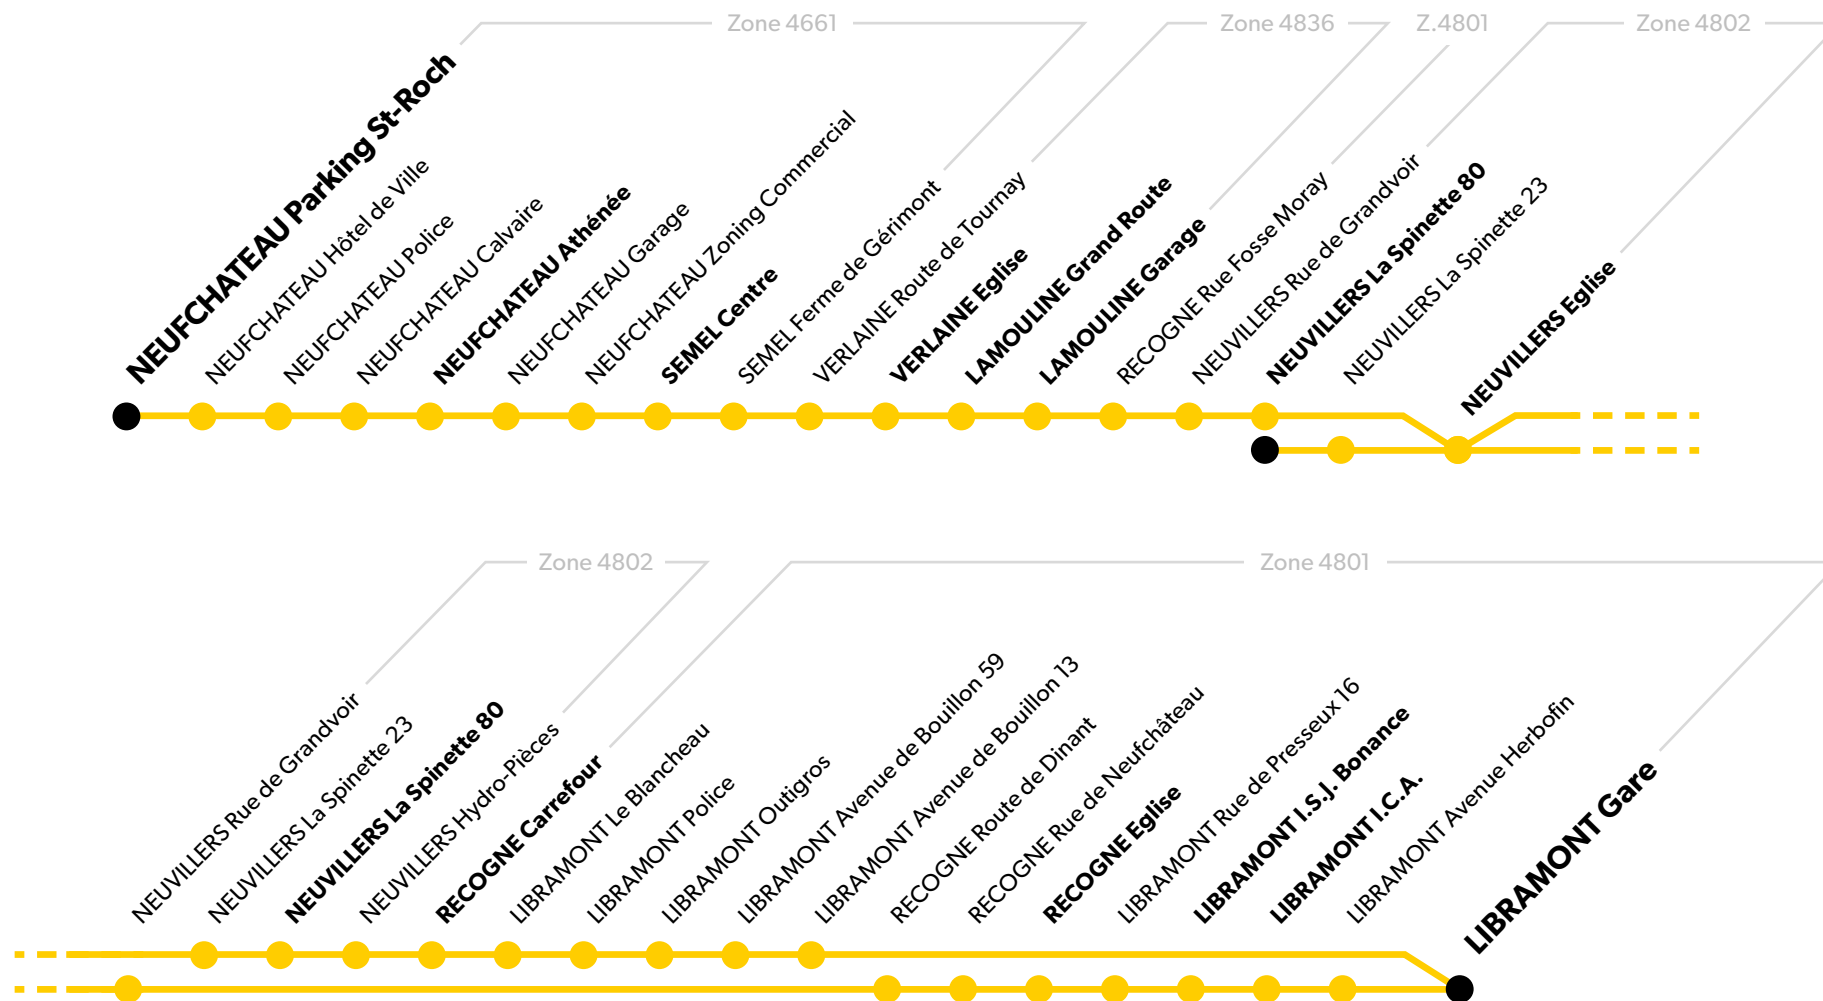 Zone 4661
Zone 4836
Z.4801
Zone 4802
NEUFCHATEAU Parking St-Roch
NEUFCHATEAU Hôtel de Ville
NEUFCHATEAU Police
NEUFCHATEAU Calvaire
NEUFCHATEAU Athénée
NEUFCHATEAU Garage
NEUFCHATEAU Zoning Commercial
SEMEL Centre
SEMEL Ferme de Gérimont
VERLAINE Route de Tournay
VERLAINE Eglise
LAMOULINE Grand Route
LAMOULINE Garage
RECOGNE Rue Fosse Moray
NEUVILLERS Rue de Grandvoir
NEUVILLERS La Spinette 80
NEUVILLERS La Spinette 23
NEUVILLERS Eglise
Zone 4802
Zone 4801
NEUVILLERS Rue de Grandvoir
NEUVILLERS La Spinette 23
NEUVILLERS La Spinette 80
NEUVILLERS Hydro-Pièces
RECOGNE Carrefour
LIBRAMONT Le Blancheau
LIBRAMONT Police
LIBRAMONT Outigros
LIBRAMONT Avenue de Bouillon 59
LIBRAMONT Avenue de Bouillon 13
RECOGNE Route de Dinant
RECOGNE Rue de Neufchâteau
RECOGNE Eglise
LIBRAMONT Rue de Presseux 16
LIBRAMONT I.S.J. Bonance
LIBRAMONT I.C.A.
LIBRAMONT Avenue Herbofin
LIBRAMONT Gare